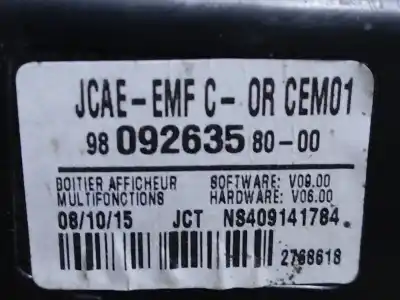 JCAE-EMF C-OR CEM01
98 092635 80-00
BOITIER AFFICHEUR SOFTWARE: V09.00
MULTIFONCTIONS HARDWARE: V06.00
08/10/15 JCT NS409141784
2768618